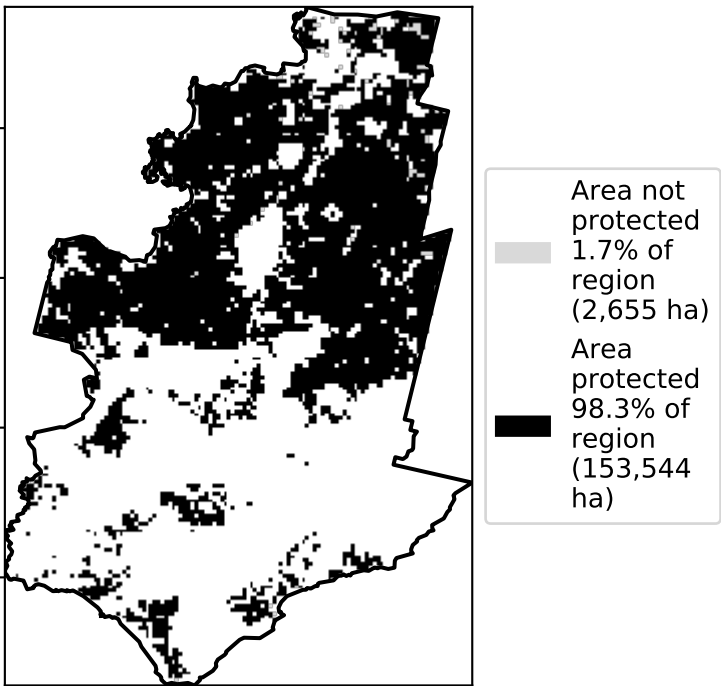 Area not
protected
1.7% of
region
(2,655 ha)
Area
protected
98.3% of
region
(153,544
ha)